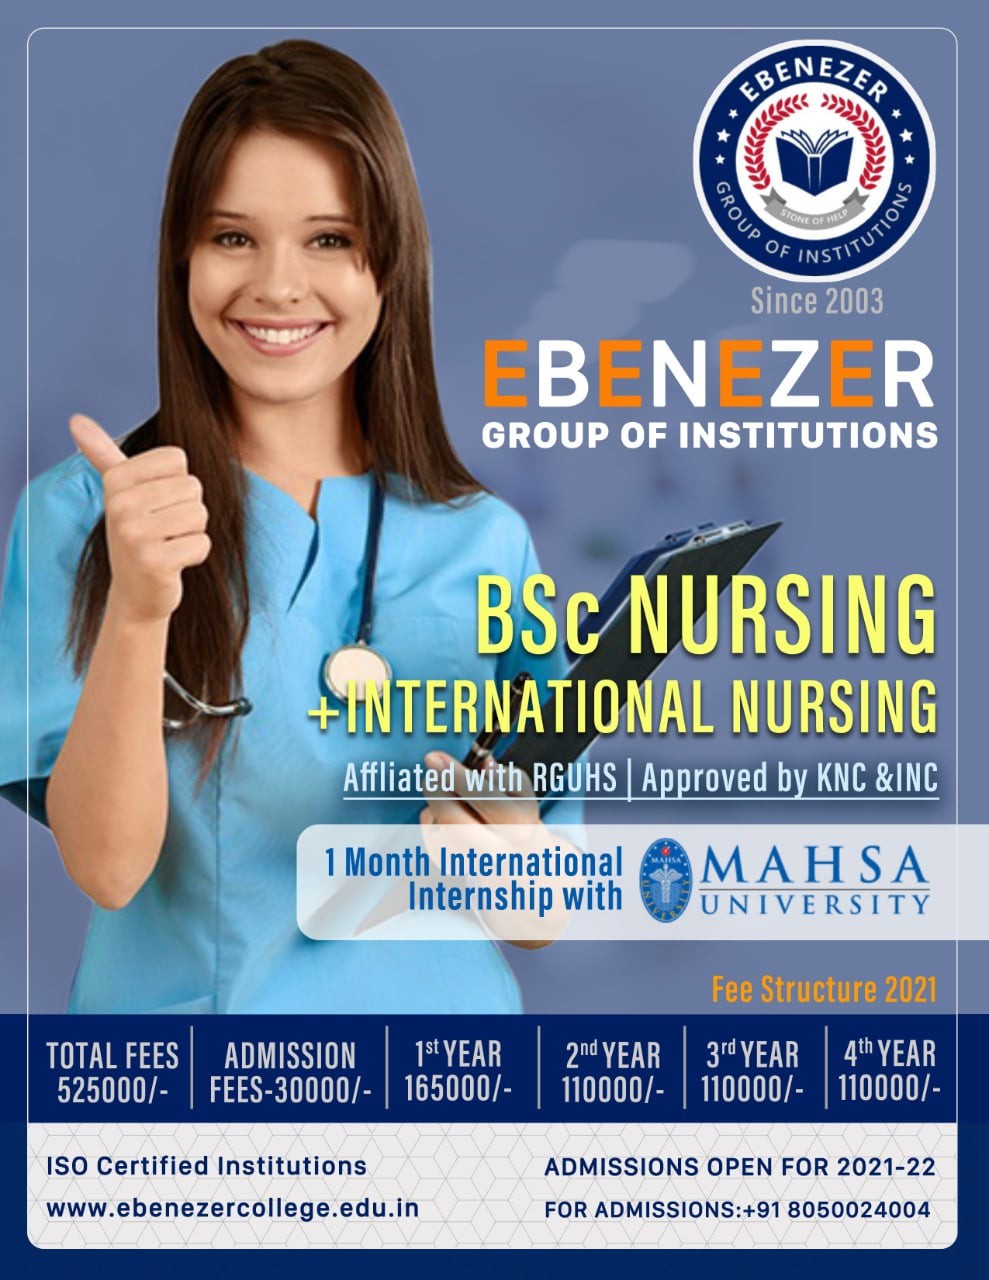 EBENEZER
GROUP OF INSTITUTIONS
STONE OF HELP
Since 2003
EBENEZER
GROUP OF INSTITUTIONS
BSc NURSING
+INTERNATIONAL NURSING
Affliated with RGUHS | Approved by KNC &INC
1 Month International
Internship with
MAHSA
UNIVERSITY
MAHSA
UNIVERSITY
Fee Structure 2021
TOTAL FEES
525000/-
ADMISSION
FEES-30000/-
1st YEAR
165000/-
2nd YEAR
110000/-
3rd YEAR
110000/-
4th YEAR
110000/-
ISO Certified Institutions
www.ebenezercollege.edu.in
ADMISSIONS OPEN FOR 2021-22
FOR ADMISSIONS:+91 8050024004